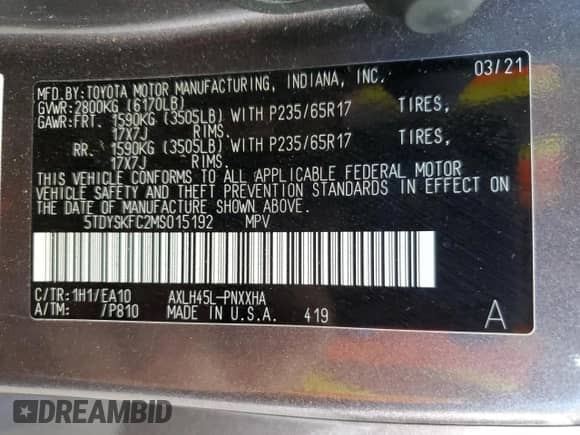 MFD.BY:TOYOTA MOTOR MANUFACTURING, INDIANA, INC. 03/21
GVWR:2800KG (6170LB)
GAWR:FRT. 1590KG (3505LB) WITH P235/65R17 TIRES,
17X7J RIMS.
RR. 1590KG (3505LB) WITH P235/65R17 TIRES,
17X7J RIMS.
THIS VEHICLE CONFORMS TO ALL APPLICABLE FEDERAL MOTOR
VEHICLE SAFETY AND THEFT PREVENTION STANDARDS IN EFFECT ON
THE DATE OF MANUFACTURE SHOWN ABOVE.
5TDYSKFC2MS015192 MPV
C/TR:1H1/EA10 AXLH45L-PNXXHA
A/TM: /P810 MADE IN U.S.A. 419 A
DREAMBID